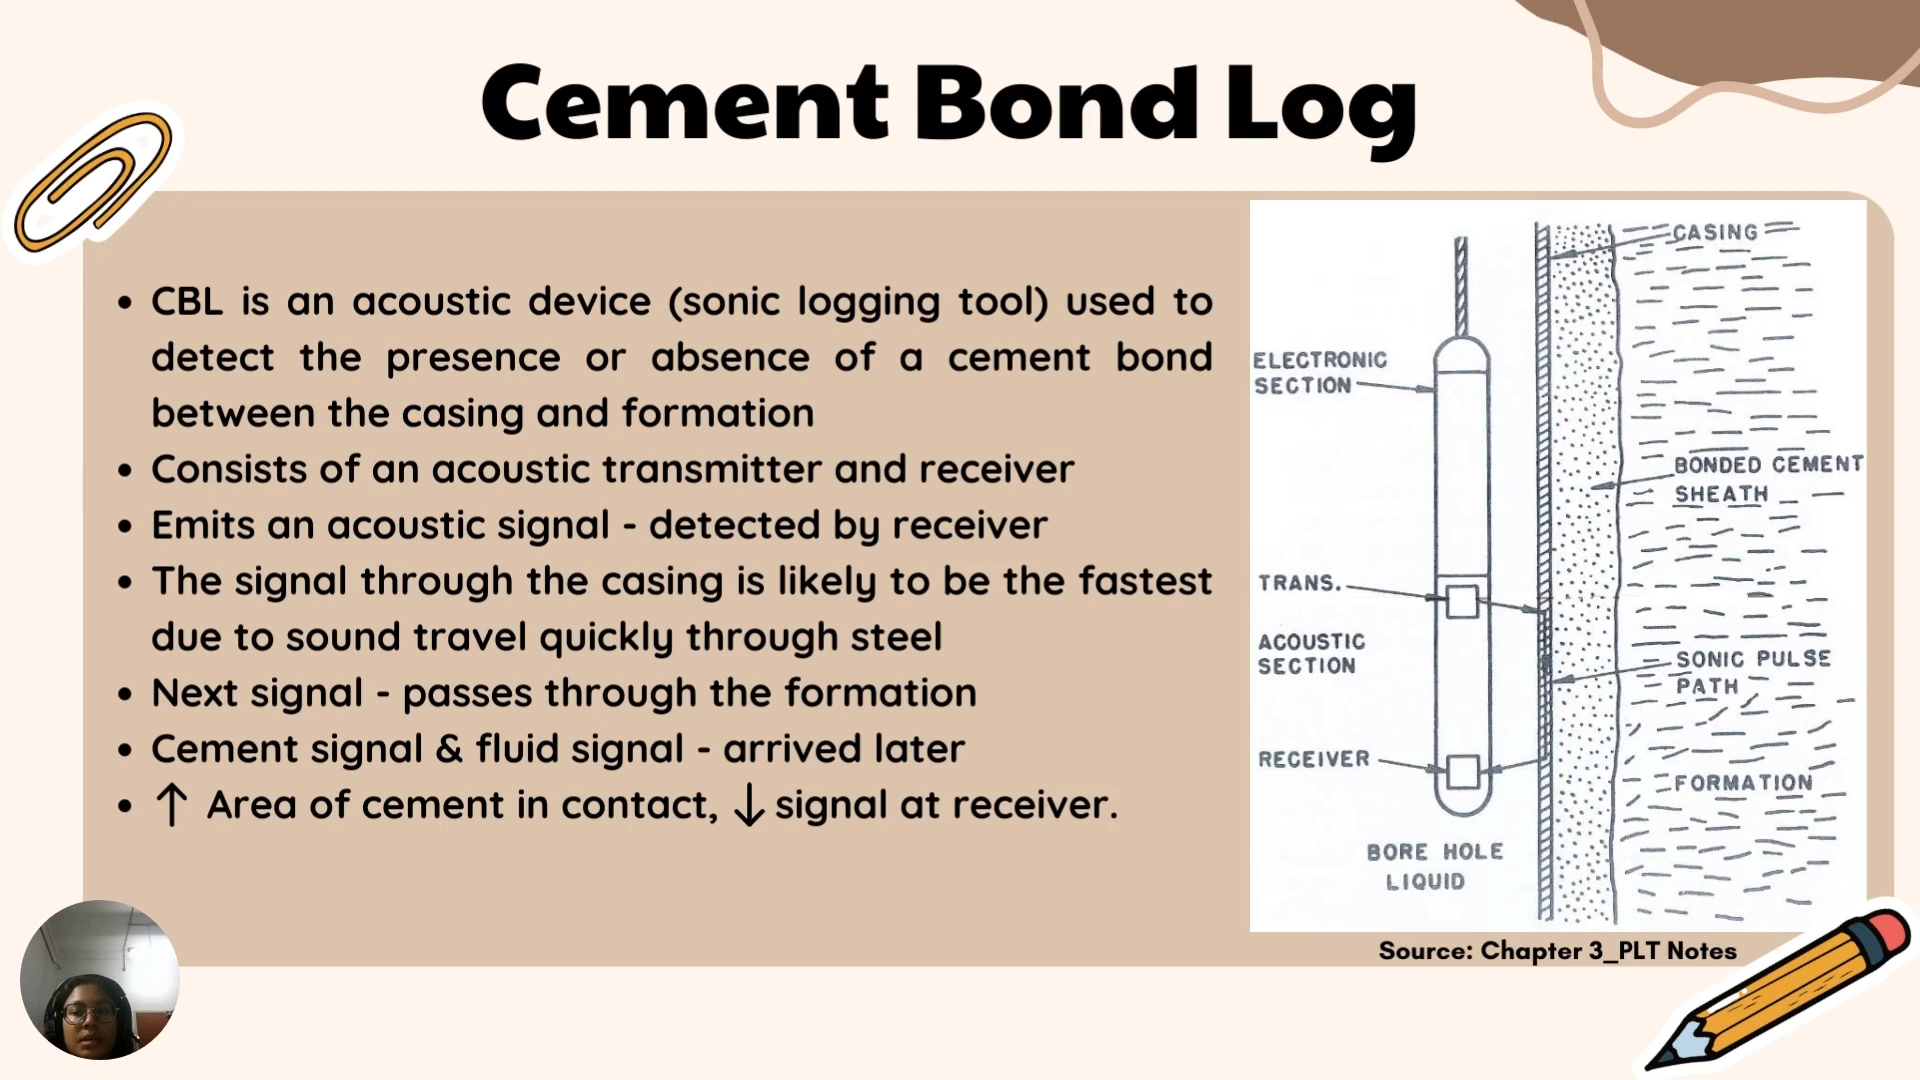 Cement Bond Log
• CBL is an acoustic device (sonic logging tool) used to
detect the presence or absence of a cement bond
between the casing and formation
• Consists of an acoustic transmitter and receiver
• Emits an acoustic signal - detected by receiver
• The signal through the casing is likely to be the fastest
due to sound travel quickly through steel
• Next signal - passes through the formation
• Cement signal & fluid signal - arrived later
• ↑ Area of cement in contact, ↓ signal at receiver.
CASING
ELECTRONIC
SECTION
BONDED CEMENT
SHEATH
TRANS.
ACOUSTIC
SECTION
SONIC PULSE
PATH
RECEIVER
FORMATION
BORE HOLE
LIQUID
Source: Chapter 3_PLT Notes